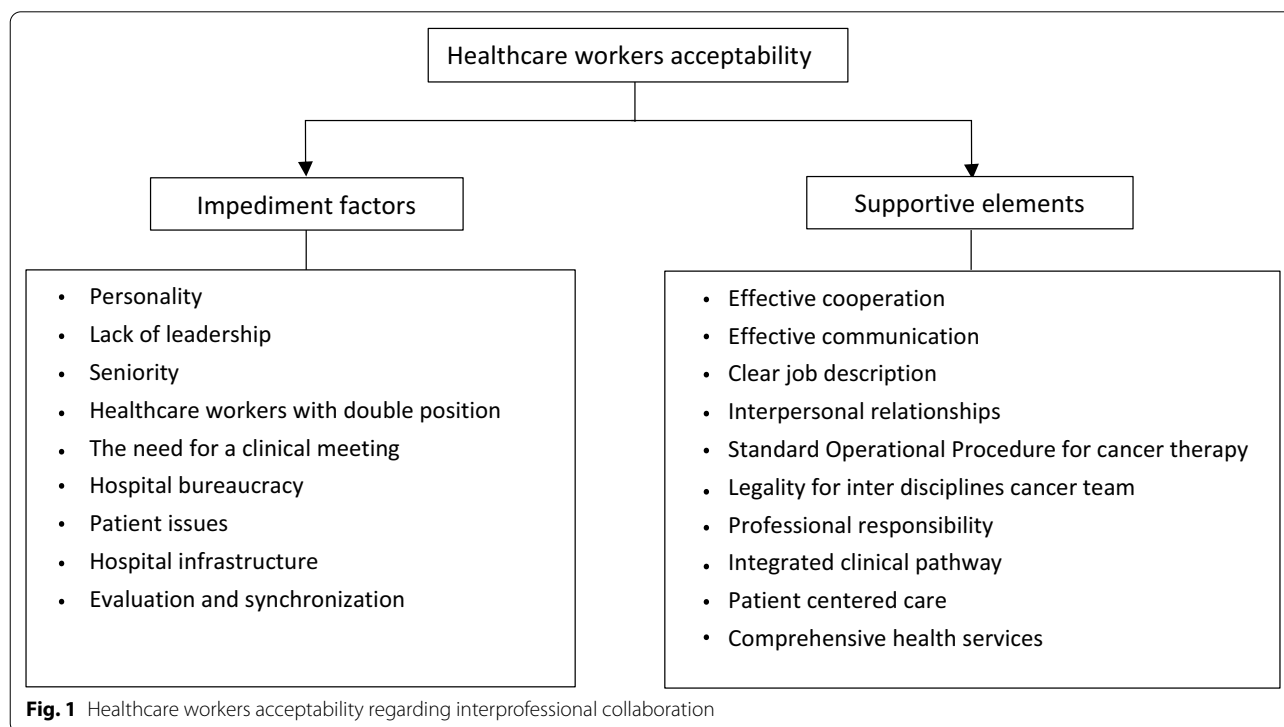 Healthcare workers acceptability
Impediment factors
Supportive elements
• Personality
• Lack of leadership
• Seniority
• Healthcare workers with double position
• The need for a clinical meeting
• Hospital bureaucracy
• Patient issues
• Hospital infrastructure
• Evaluation and synchronization
• Effective cooperation
• Effective communication
• Clear job description
• Interpersonal relationships
• Standard Operational Procedure for cancer therapy
• Legality for inter disciplines cancer team
• Professional responsibility
• Integrated clinical pathway
• Patient centered care
• Comprehensive health services
Fig. 1 Healthcare workers acceptability regarding interprofessional collaboration